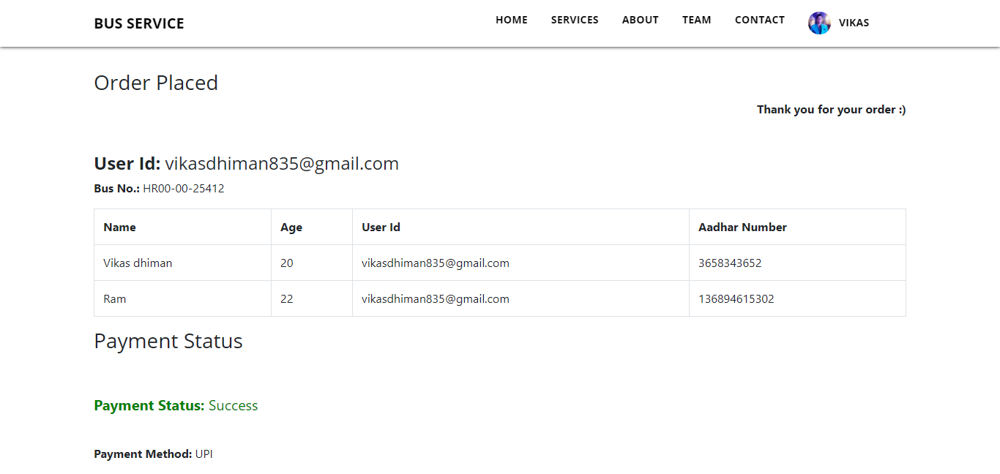 BUS SERVICE HOME SERVICES ABOUT TEAM CONTACT VIKAS
Order Placed
Thank you for your order :)
User Id: vikasdhiman835@gmail.com
Bus No.: HR00-00-25412
Name Age User Id Aadhar Number
Vikas dhiman 20 vikasdhiman835@gmail.com 3658343652
Ram 22 vikasdhiman835@gmail.com 136894615302
Payment Status
Payment Status: Success
Payment Method: UPI